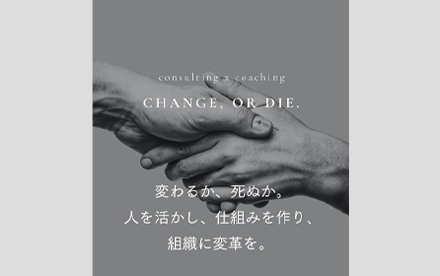 consulting x coaching
CHANGE, OR DIE.
変わるか、死ぬか。
人を活かし、仕組みを作り、
組織に変革を。